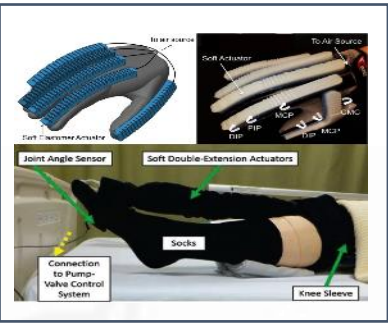 To air source
Soft Elastomer Actuator
To Air Source
Soft Actuator
MCP
CMC
PIP
DIP
MCP
DIP
Joint Angle Sensor
Soft Double-Extension Actuators
Socks
Connection
to Pump-
Valve Control
System
Knee Sleeve